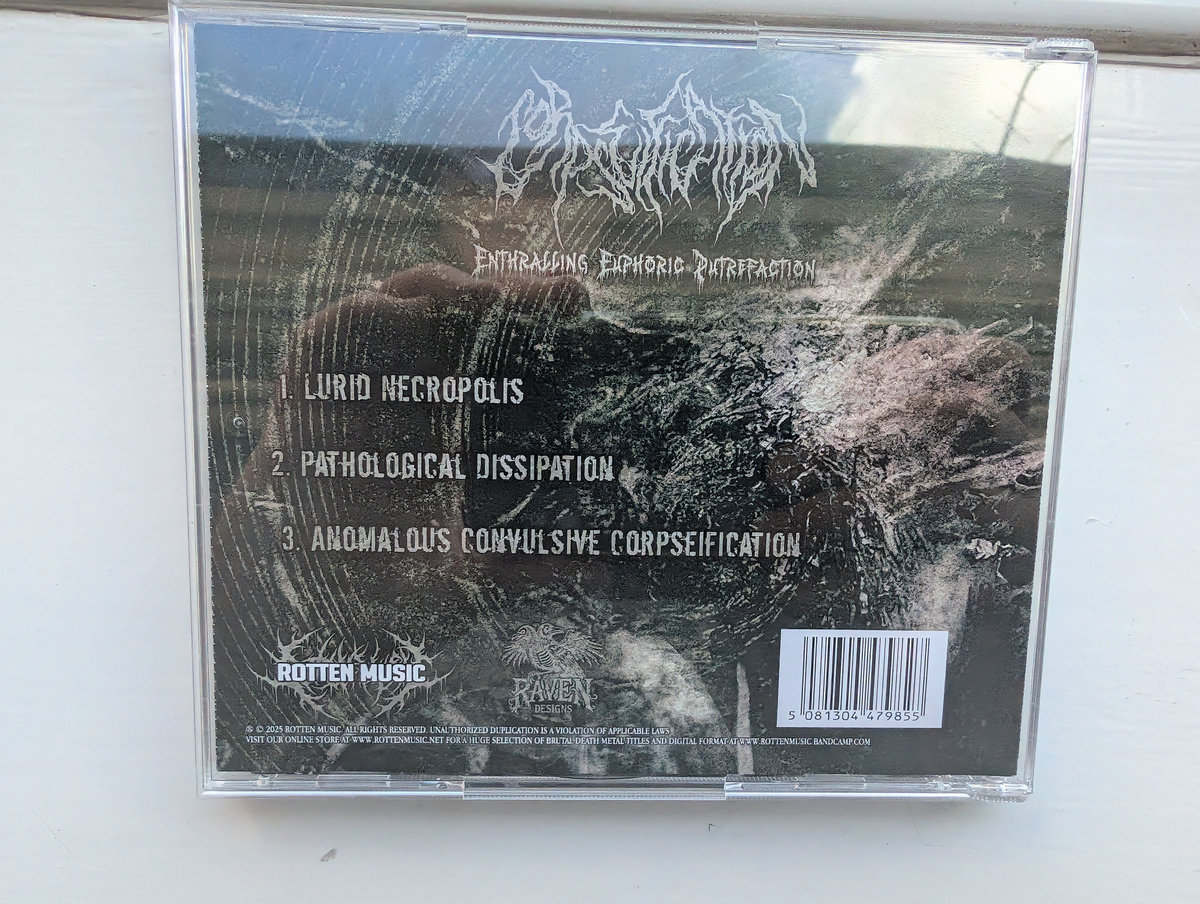 ENTHRALLING EUPHORIC PUTREFACTION
1. LURID NECROPOLIS
2. PATHOLOGICAL DISSIPATION
3. ANOMALOUS CONVULSIVE CORPSEIFICATION
ROTTEN MUSIC
RAVEN
DESIGNS
5 081304 479855
℗ © 2025 ROTTEN MUSIC. ALL RIGHTS RESERVED. UNAUTHORIZED DUPLICATION IS A VIOLATION OF APPLICABLE LAWS
VISIT OUR ONLINE STORE AT WWW.ROTTENMUSIC.NET FOR A HUGE SELECTION OF BRUTAL DEATH METAL TITLES AND DIGITAL FORMAT AT WWW.ROTTENMUSIC.BANDCAMP.COM